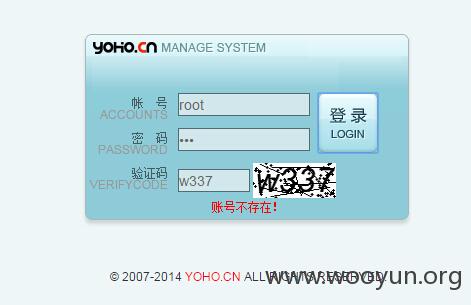 YOHO.CN MANAGE SYSTEM
帐 号
ACCOUNTS
root
密 码
PASSWORD
•••
登 录
LOGIN
验证码
VERIFYCODE
w337
w337
账号不存在！
© 2007-2014 YOHO.CN ALL RIGHTS RESERVED.
www.wooyun.org